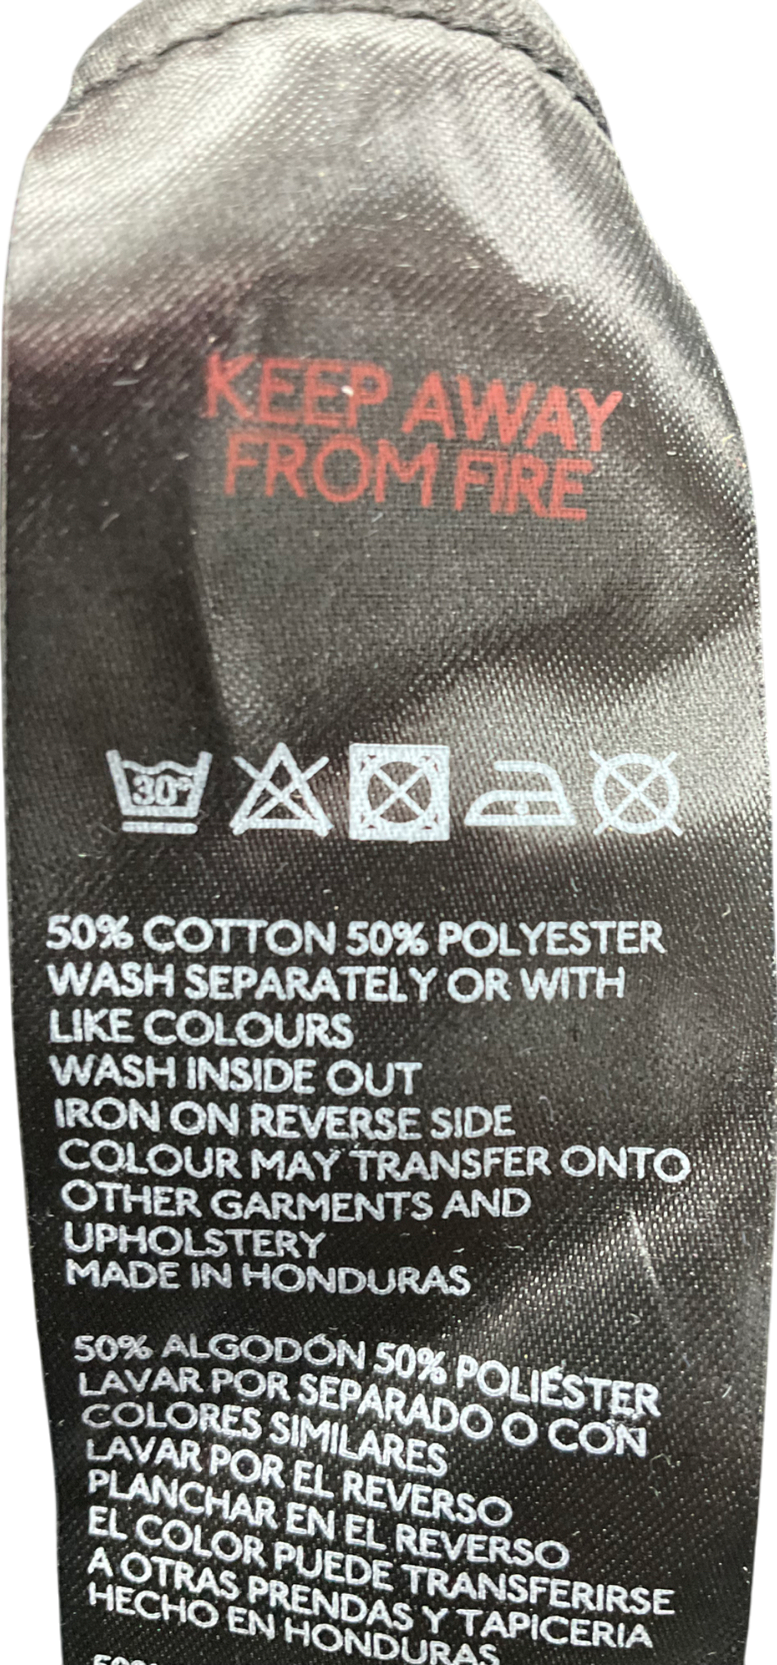 KEEP AWAY
FROM FIRE
30°
50% COTTON 50% POLYESTER
WASH SEPARATELY OR WITH
LIKE COLOURS
WASH INSIDE OUT
IRON ON REVERSE SIDE
COLOUR MAY TRANSFER ONTO
OTHER GARMENTS AND
UPHOLSTERY
MADE IN HONDURAS
50% ALGODÓN 50% POLIÉSTER
LAVAR POR SEPARADO O CON
COLORES SIMILARES
LAVAR POR EL REVERSO
PLANCHAR EN EL REVERSO
EL COLOR PUEDE TRANSFERIRSE
A OTRAS PRENDAS Y TAPICERIA
HECHO EN HONDURAS
50%